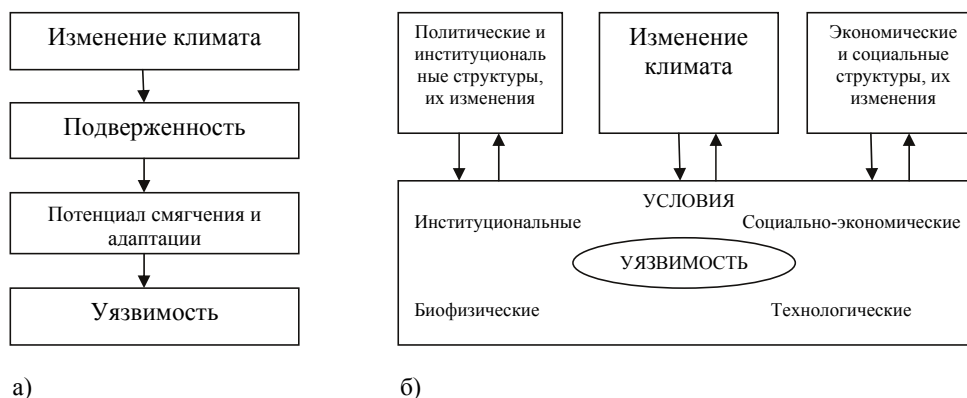 Изменение климата
Подверженность
Потенциал смягчения и
адаптации
Уязвимость
а)
Политические и
институциональ
ные структуры,
их изменения
Изменение
климата
Экономические
и социальные
структуры, их
изменения
УСЛОВИЯ
Институциональные
Социально-экономические
УЯЗВИМОСТЬ
Биофизические
Технологические
б)